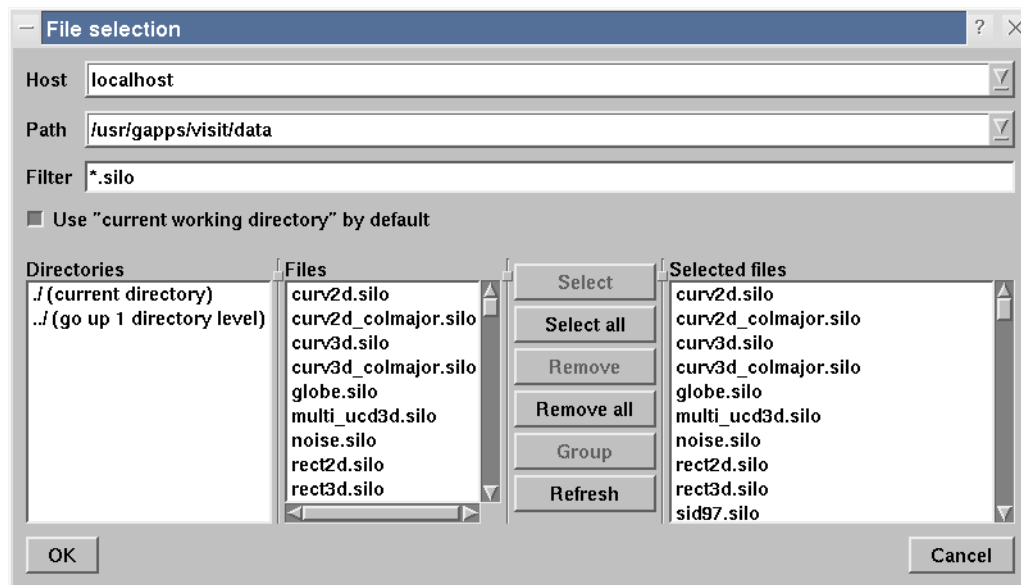 File selection
?
Host localhost
Path /usr/gapps/visit/data
Filter *.silo
Use "current working directory" by default
Directories
./ (current directory)
../ (go up 1 directory level)
Files
curv2d.silo
curv2d_colmajor.silo
curv3d.silo
curv3d_colmajor.silo
globe.silo
multi_ucd3d.silo
noise.silo
rect2d.silo
rect3d.silo
Select
Select all
Remove
Remove all
Group
Refresh
Selected files
curv2d.silo
curv2d_colmajor.silo
curv3d.silo
curv3d_colmajor.silo
globe.silo
multi_ucd3d.silo
noise.silo
rect2d.silo
rect3d.silo
sid97.silo
OK
Cancel